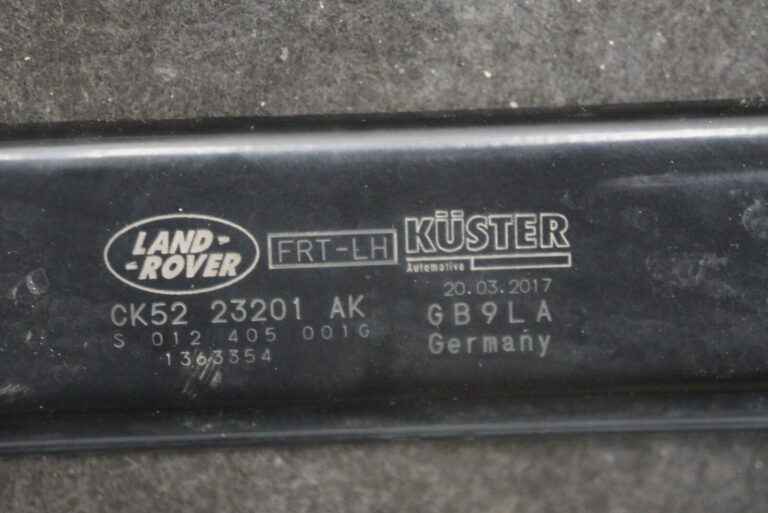 LAND-
-ROVER
FRT-LH
KÜSTER
Automotive
20.03.2017
CK52 23201 AK
GB9LA
S 012 405 001G
Germany
1363354